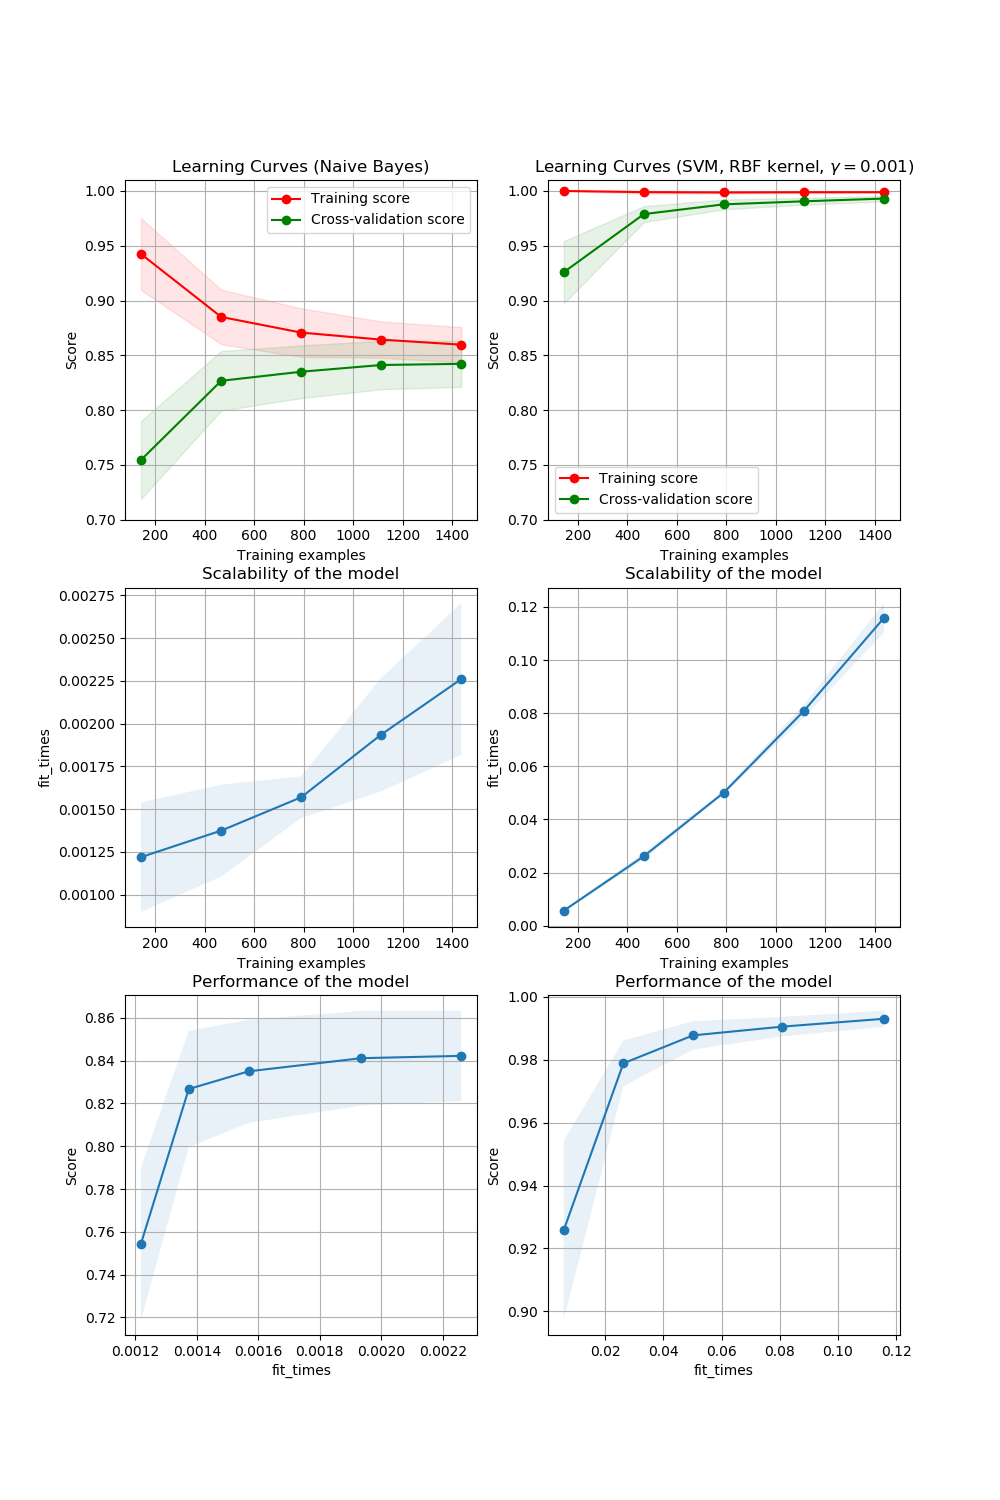 Learning Curves (Naive Bayes)
1.00
0.95
0.90
0.85
0.80
0.75
0.70
Score
Training score
Cross-validation score
200 400 600 800 1000 1200 1400
Training examples
Learning Curves (SVM, RBF kernel, γ = 0.001)
1.00
0.95
0.90
0.85
0.80
0.75
0.70
Score
Training score
Cross-validation score
200 400 600 800 1000 1200 1400
Training examples
Scalability of the model
0.00275
0.00250
0.00225
0.00200
0.00175
0.00150
0.00125
0.00100
fit_times
200 400 600 800 1000 1200 1400
Training examples
Scalability of the model
0.12
0.10
0.08
0.06
0.04
0.02
0.00
fit_times
200 400 600 800 1000 1200 1400
Training examples
Performance of the model
0.86
0.84
0.82
0.80
0.78
0.76
0.74
0.72
Score
0.0012 0.0014 0.0016 0.0018 0.0020 0.0022
fit_times
Performance of the model
1.00
0.98
0.96
0.94
0.92
0.90
Score
0.02 0.04 0.06 0.08 0.10 0.12
fit_times